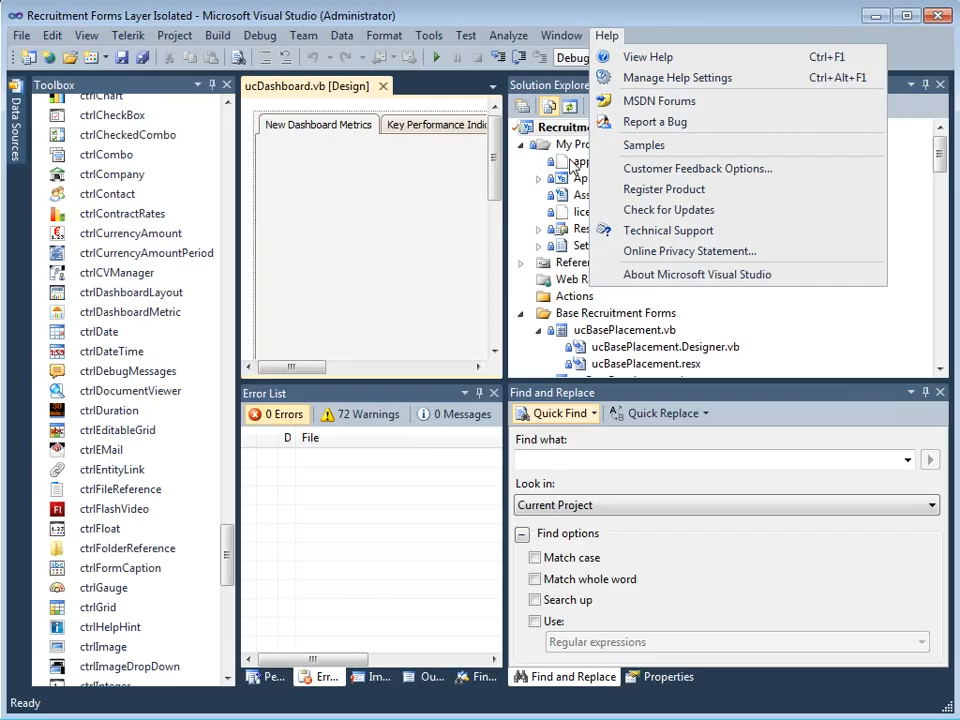 Recruitment Forms Layer Isolated - Microsoft Visual Studio (Administrator)
File Edit View Telerik Project Build Debug Team Data Format Tools Test Analyze Window Help
Debug
Toolbox
ucDashboard.vb [Design]
Solution Explore
Data Sources
ctrlChart
ctrlCheckBox
ctrlCheckedCombo
ctrlCombo
ctrlCompany
ctrlContact
ctrlContractRates
ctrlCurrencyAmount
ctrlCurrencyAmountPeriod
ctrlCVManager
ctrlDashboardLayout
ctrlDashboardMetric
ctrlDate
ctrlDateTime
ctrlDebugMessages
ctrlDocumentViewer
ctrlDuration
ctrlEditableGrid
ctrlEMail
ctrlEntityLink
ctrlFileReference
ctrlFlashVideo
ctrlFloat
ctrlFolderReference
ctrlFormCaption
ctrlGauge
ctrlGrid
ctrlHelpHint
ctrlImage
ctrlImageDropDown
ctrlInteger
New Dashboard Metrics
Key Performance Indic
View Help Ctrl+F1
Manage Help Settings Ctrl+Alt+F1
MSDN Forums
Report a Bug
Samples
Customer Feedback Options...
Register Product
Check for Updates
Technical Support
Online Privacy Statement...
About Microsoft Visual Studio
Recruitme
My Pro
app
Ap
Ass
lice
Res
Set
Referen
Web R
Actions
Base Recruitment Forms
ucBasePlacement.vb
ucBasePlacement.Designer.vb
ucBasePlacement.resx
Error List
0 Errors
72 Warnings
0 Messages
D
File
Find and Replace
Quick Find
Quick Replace
Find what:
Look in:
Current Project
Find options
Match case
Match whole word
Search up
Use:
Regular expressions
Pe...
Err...
Im...
Ou...
Fin...
Find and Replace
Properties
Ready